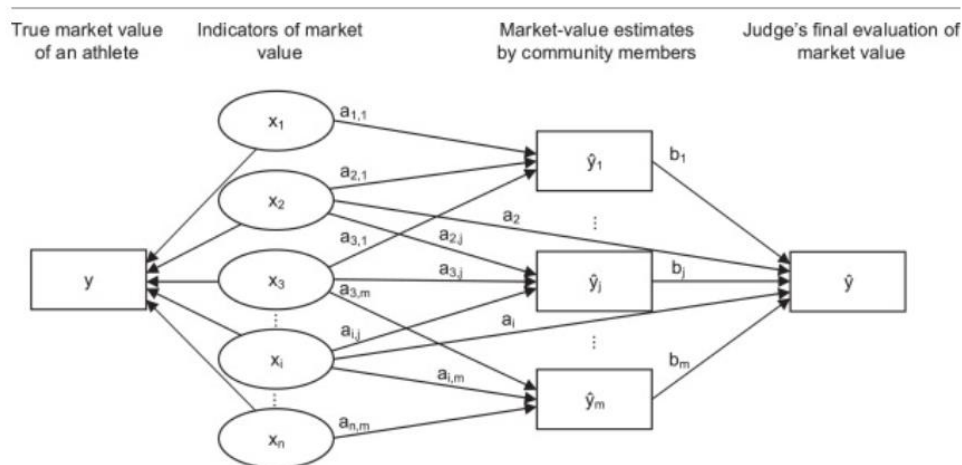 True market value of an athlete
Indicators of market value
Market-value estimates by community members
Judge's final evaluation of market value
x₁
a₁,₁
ŷ₁
b₁
a₂,₁
x₂
a₂
⋮
a₃,₁
a₂,ⱼ
y
x₃
a₃,ⱼ
ŷⱼ
bⱼ
ŷ
a₃,ₘ
⋮
aᵢ
aᵢ,ⱼ
⋮
xᵢ
aᵢ,ₘ
bₘ
⋮
ŷₘ
aₙ,ₘ
xₙ